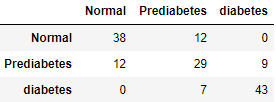 Normal Prediabetes diabetes
Normal 38 12 0
Prediabetes 12 29 9
diabetes 0 7 43